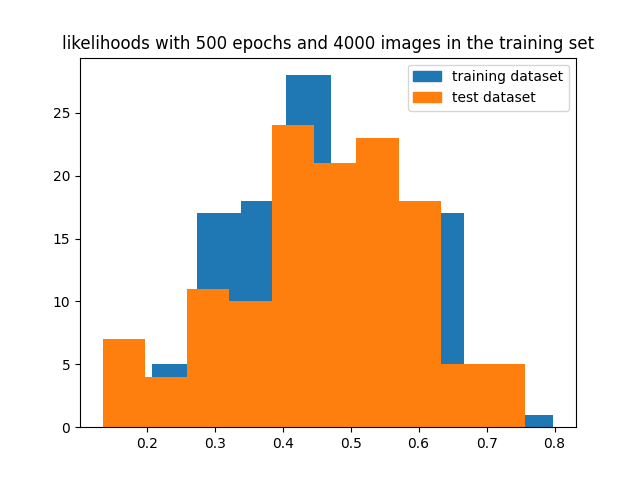 likelihoods with 500 epochs and 4000 images in the training set
training dataset
test dataset
25
20
15
10
5
0
0.2 0.3 0.4 0.5 0.6 0.7 0.8